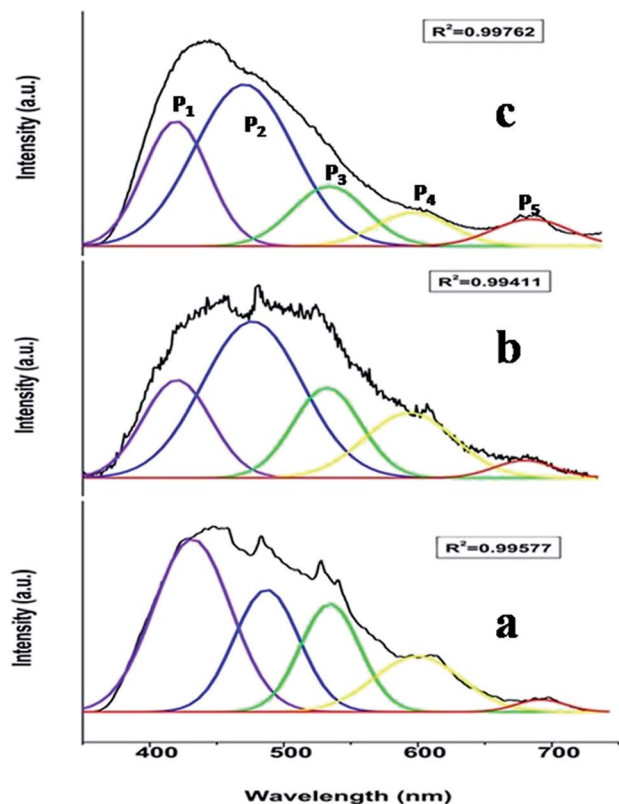 R²=0.99762
c
P₁
P₂
P₃
P₄
P₅
Intensity (a.u.)
R²=0.99411
b
Intensity (a.u.)
R²=0.99577
a
Intensity (a.u.)
400 500 600 700
Wavelength (nm)